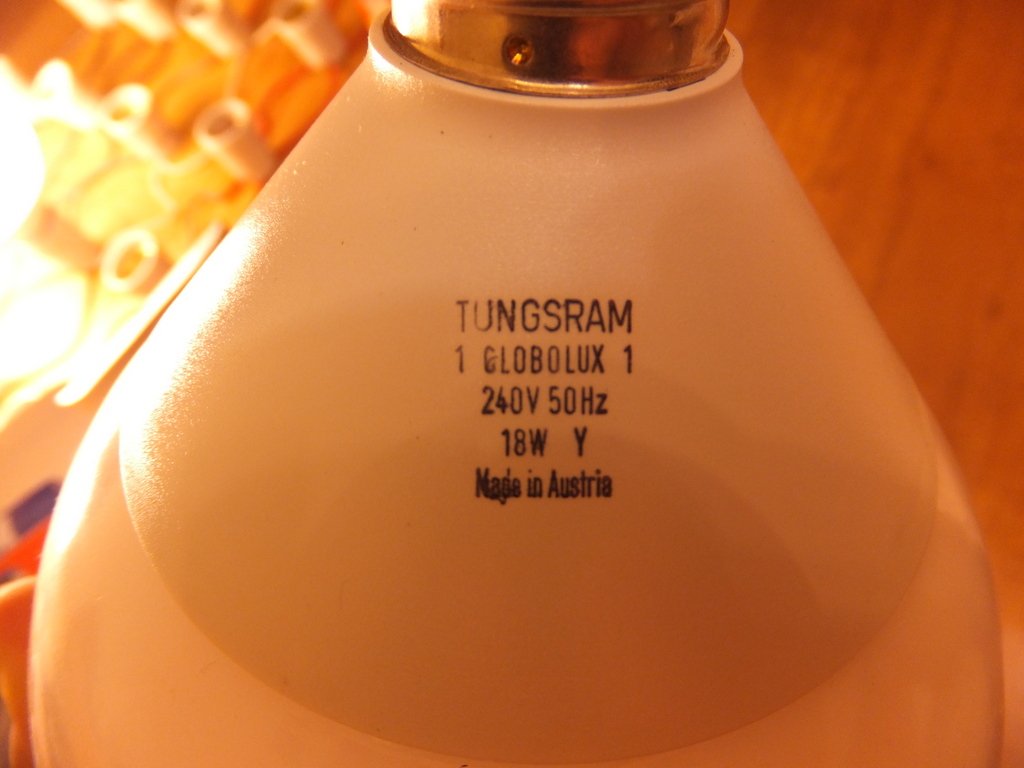 TUNGSRAM
1 GLOBOLUX 1
240V 50Hz
18W Y
Made in Austria